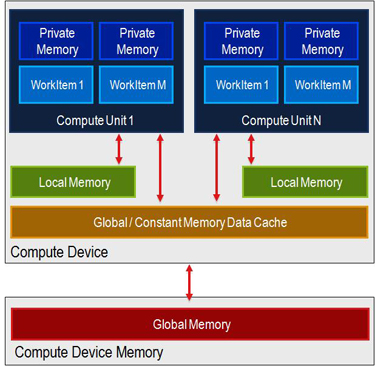 Private Memory
Private Memory
Private Memory
Private Memory
WorkItem 1
WorkItem M
WorkItem 1
WorkItem M
Compute Unit 1
Compute Unit N
Local Memory
Local Memory
Global / Constant Memory Data Cache
Compute Device
Global Memory
Compute Device Memory